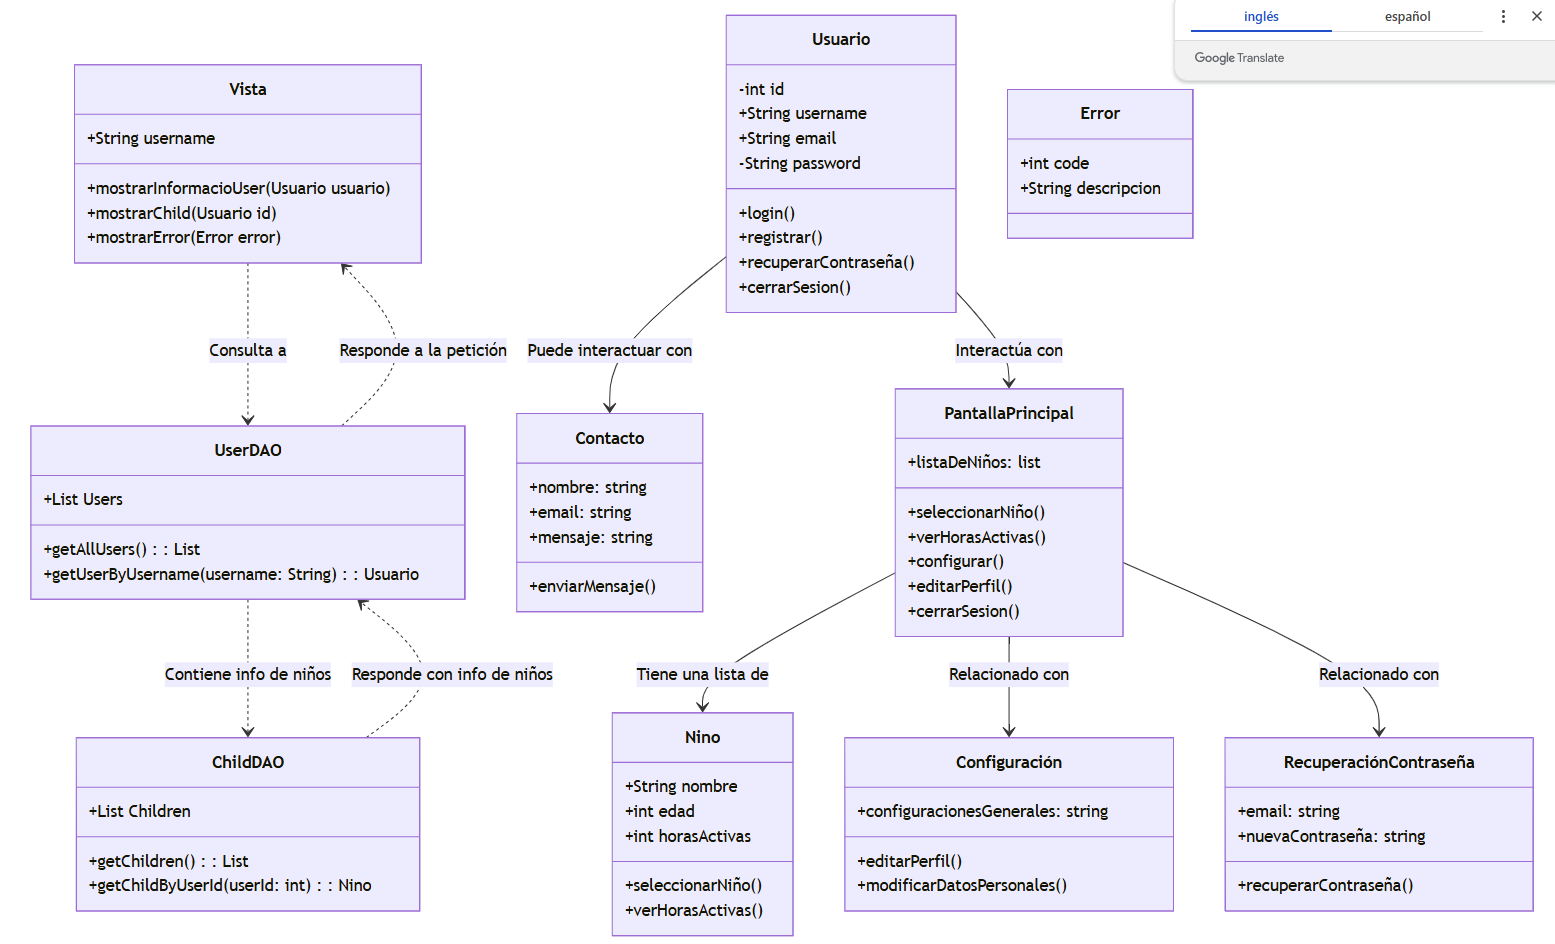 inglés
español
Google Translate
Vista
+String username
+mostrarInformacioUser(Usuario usuario)
+mostrarChild(Usuario id)
+mostrarError(Error error)
Usuario
-int id
+String username
+String email
-String password
+login()
+registrar()
+recuperarContraseña()
+cerrarSesion()
Error
+int code
+String descripcion
Consulta a
Responde a la petición
Puede interactuar con
Interactúa con
UserDAO
+List Users
+getAllUsers() : : List
+getUserByUsername(username: String) : : Usuario
Contacto
+nombre: string
+email: string
+mensaje: string
+enviarMensaje()
PantallaPrincipal
+listaDeNiños: list
+seleccionarNiño()
+verHorasActivas()
+configurar()
+editarPerfil()
+cerrarSesion()
Contiene info de niños
Responde con info de niños
Tiene una lista de
Relacionado con
Relacionado con
ChildDAO
+List Children
+getChildren() : : List
+getChildByUserId(userId: int) : : Nino
Nino
+String nombre
+int edad
+int horasActivas
+seleccionarNiño()
+verHorasActivas()
Configuración
+configuracionesGenerales: string
+editarPerfil()
+modificarDatosPersonales()
RecuperaciónContraseña
+email: string
+nuevaContraseña: string
+recuperarContraseña()